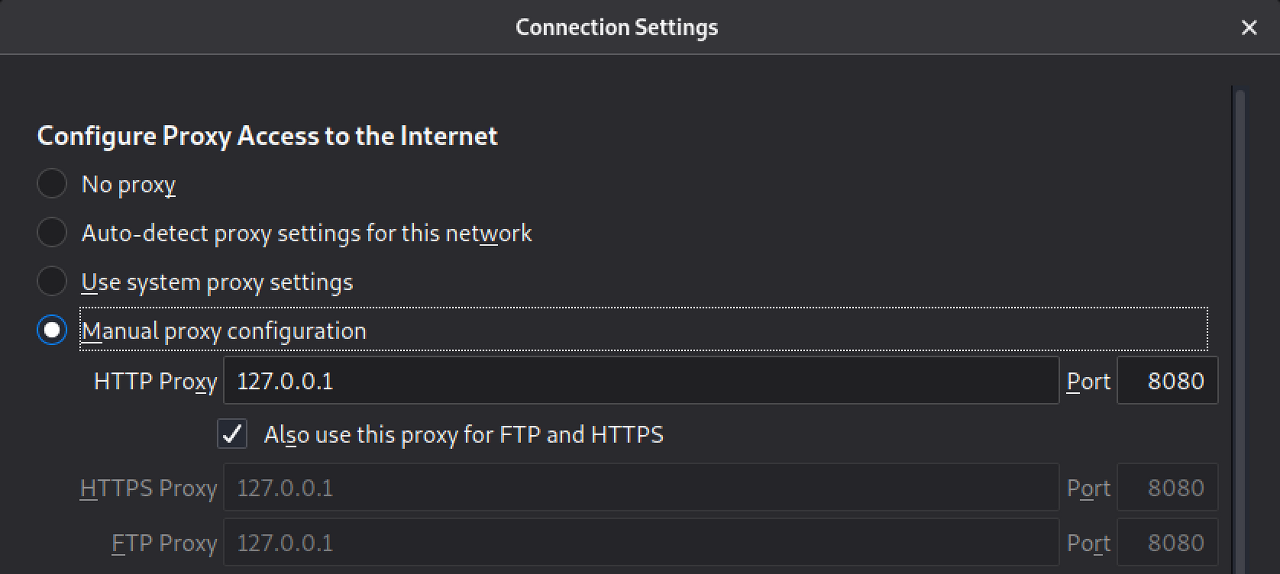 Connection Settings
Configure Proxy Access to the Internet
No proxy
Auto-detect proxy settings for this network
Use system proxy settings
Manual proxy configuration
HTTP Proxy 127.0.0.1 Port 8080
Also use this proxy for FTP and HTTPS
HTTPS Proxy 127.0.0.1 Port 8080
FTP Proxy 127.0.0.1 Port 8080